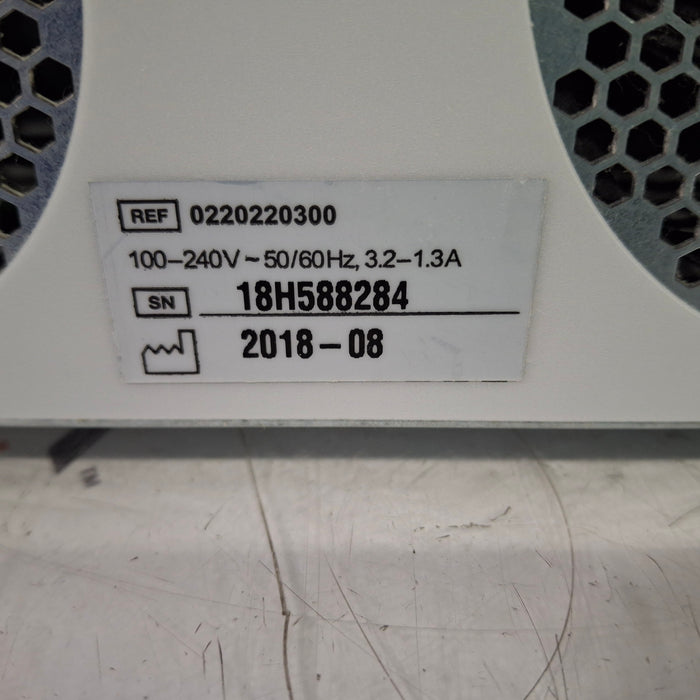 REF 0220220300
100–240V ~ 50/60Hz, 3.2–1.3A
SN 18H588284
2018–08